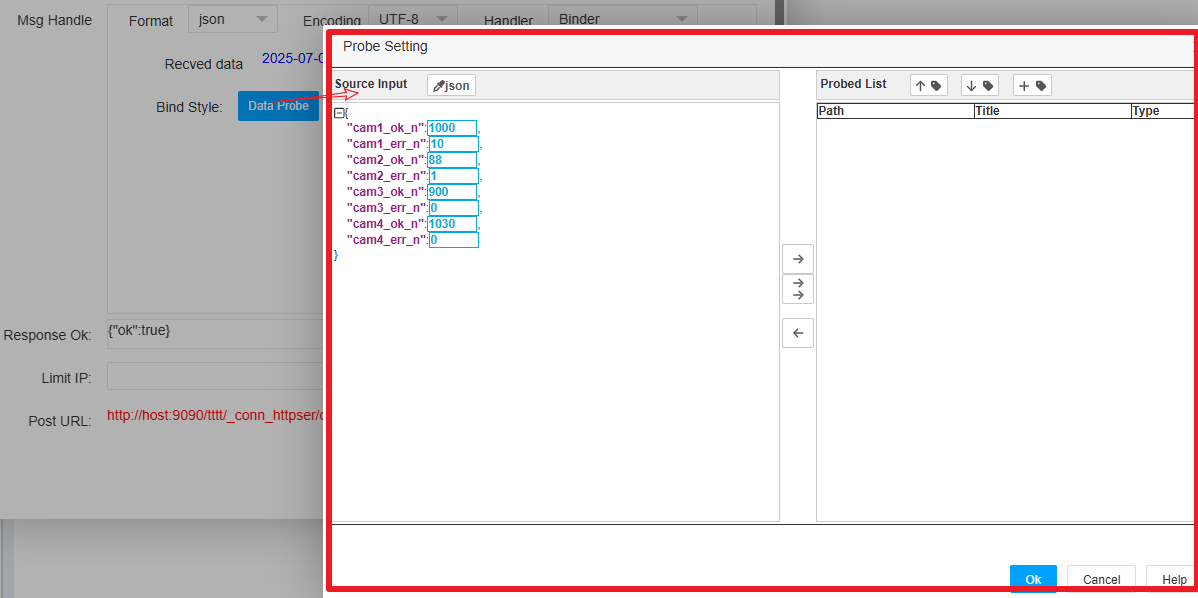 Msg Handle
Format json Encoding UTF-8 Handler Binder
Recved data 2025-07-0
Bind Style: Data Probe
Response Ok: {"ok":true}
Limit IP:
Post URL: http://host:9090/tttt/_conn_httpser/
Probe Setting
Source Input json
{
"cam1_ok_n":1000,
"cam1_err_n":10,
"cam2_ok_n":88,
"cam2_err_n":1,
"cam3_ok_n":900,
"cam3_err_n":0,
"cam4_ok_n":1030,
"cam4_err_n":0
}
Probed List
Path Title Type
Ok Cancel Help